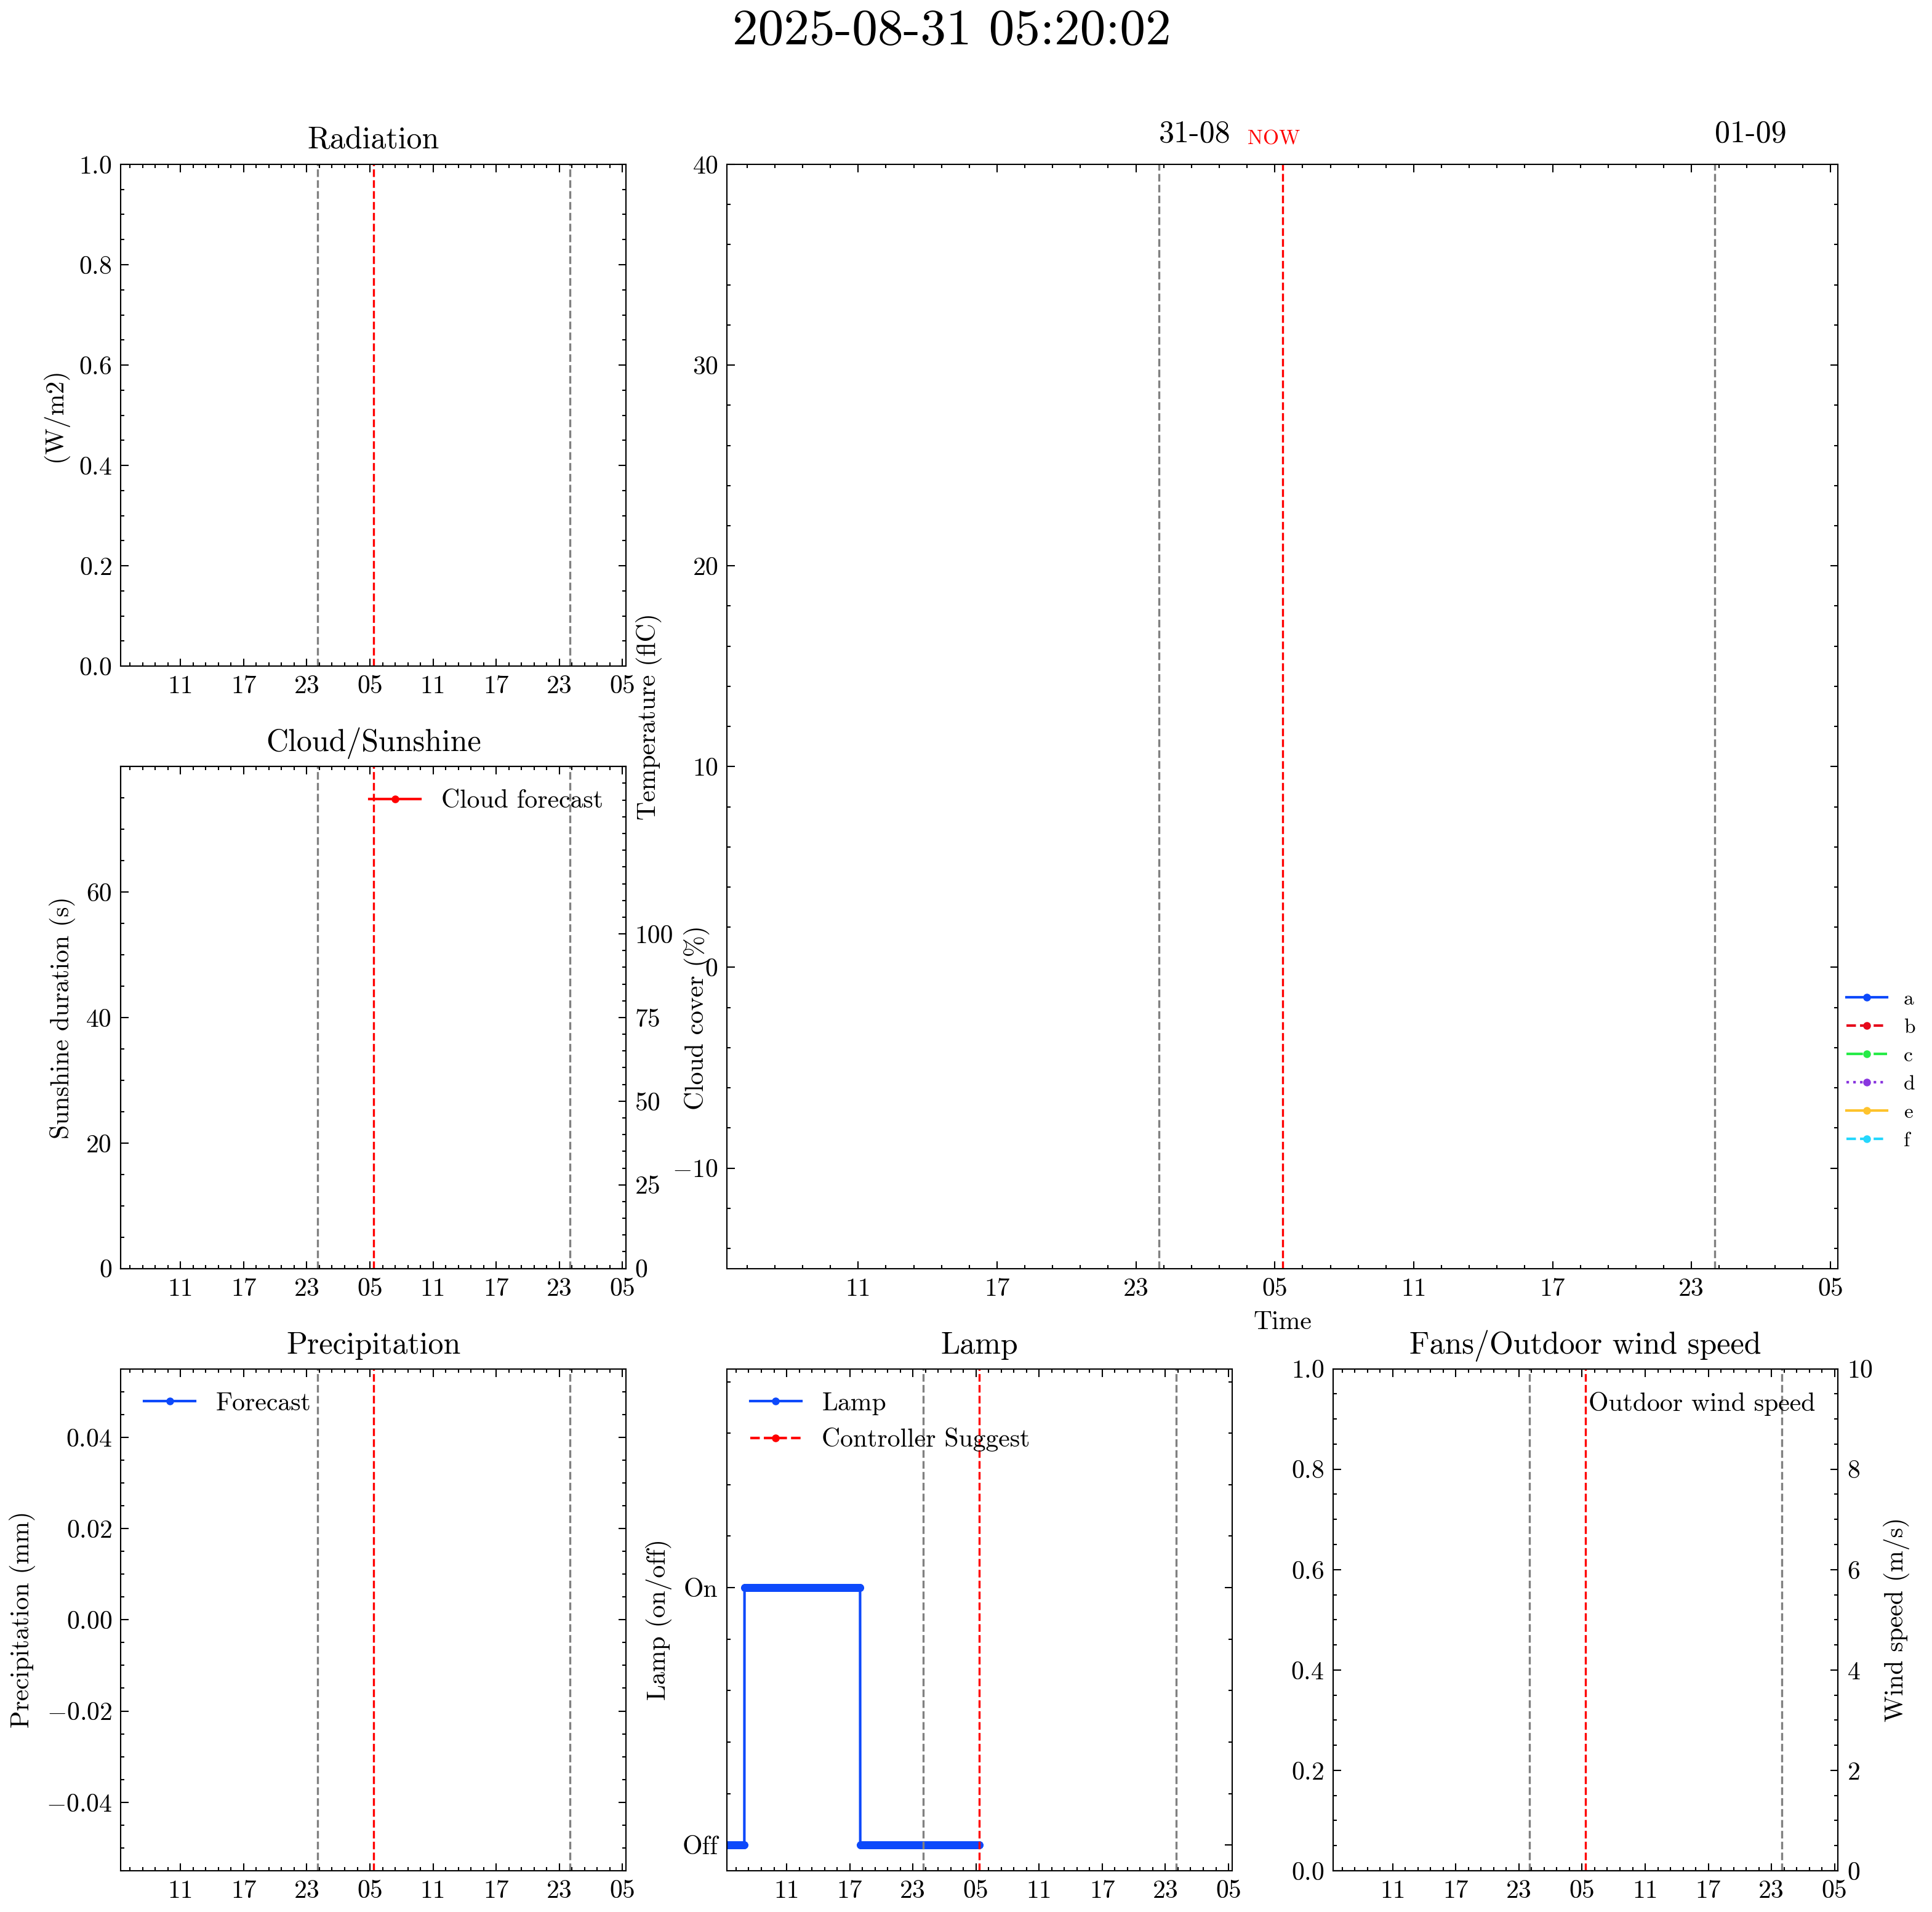 2025-08-31 05:20:02
Radiation
1.0
0.8
0.6
0.4
0.2
0.0
(W/m2)
11 17 23 05 11 17 23 05
31-08 NOW 01-09
40
30
20
10
0
−10
Temperature (flC)
11 17 23 05 11 17 23 05
Time
a
b
c
d
e
f
Cloud/Sunshine
Cloud forecast
60
40
20
0
Sunshine duration (s)
100
75
50
25
0
Cloud cover (%)
11 17 23 05 11 17 23 05
Precipitation
Forecast
0.04
0.02
0.00
−0.02
−0.04
Precipitation (mm)
11 17 23 05 11 17 23 05
Lamp
Lamp
Controller Suggest
On
Off
Lamp (on/off)
11 17 23 05 11 17 23 05
Fans/Outdoor wind speed
Outdoor wind speed
1.0
0.8
0.6
0.4
0.2
0.0
10
8
6
4
2
0
Wind speed (m/s)
11 17 23 05 11 17 23 05